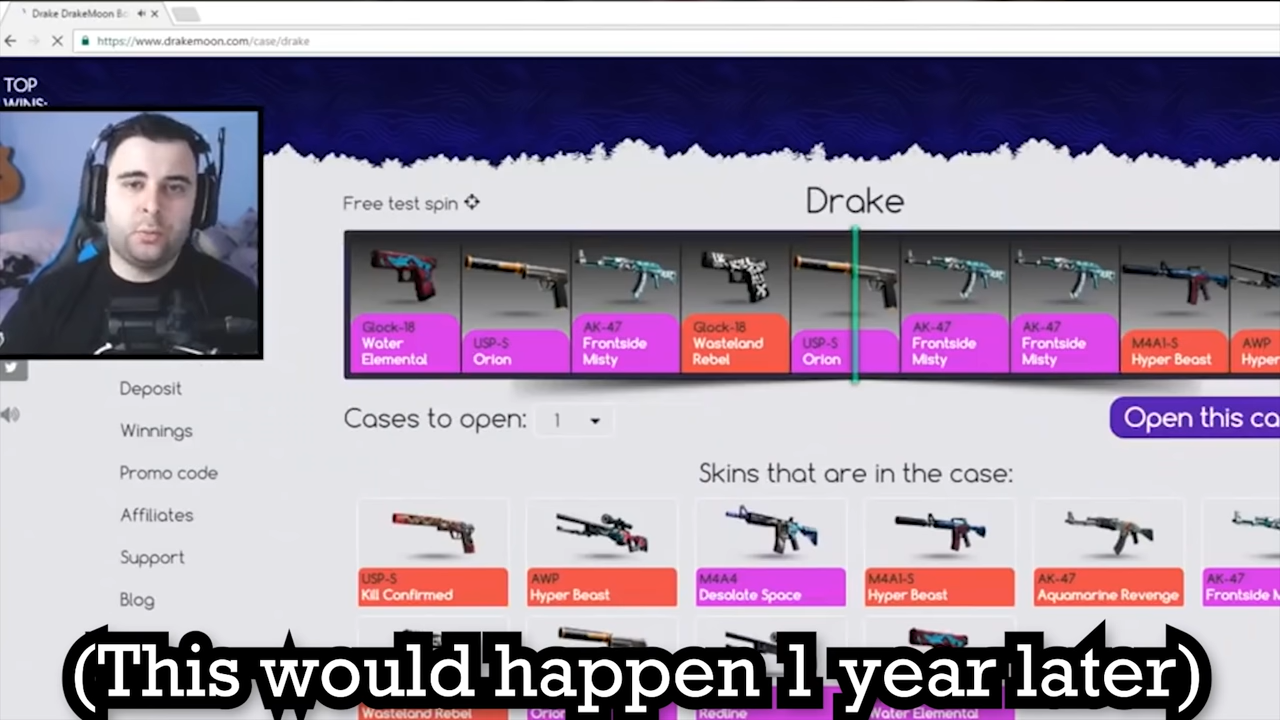 Drake DrakeMoon Bo
https://www.drakemoon.com/case/drake
TOP
WINS:
Free test spin
Drake
Glock-18
Water
Elemental
USP-S
Orion
AK-47
Frontside
Misty
Glock-18
Wasteland
Rebel
USP-S
Orion
AK-47
Frontside
Misty
AK-47
Frontside
Misty
M4A1-S
Hyper Beast
AWP
Hyper
Cases to open: 1
Open this ca
Deposit
Winnings
Promo code
Affiliates
Support
Blog
Skins that are in the case:
USP-S
Kill Confirmed
AWP
Hyper Beast
M4A4
Desolate Space
M4A1-S
Hyper Beast
AK-47
Aquamarine Revenge
AK-47
Frontside M
(This would happen 1 year later)
Wasteland Rebel
Orion
Redline
Water Elemental